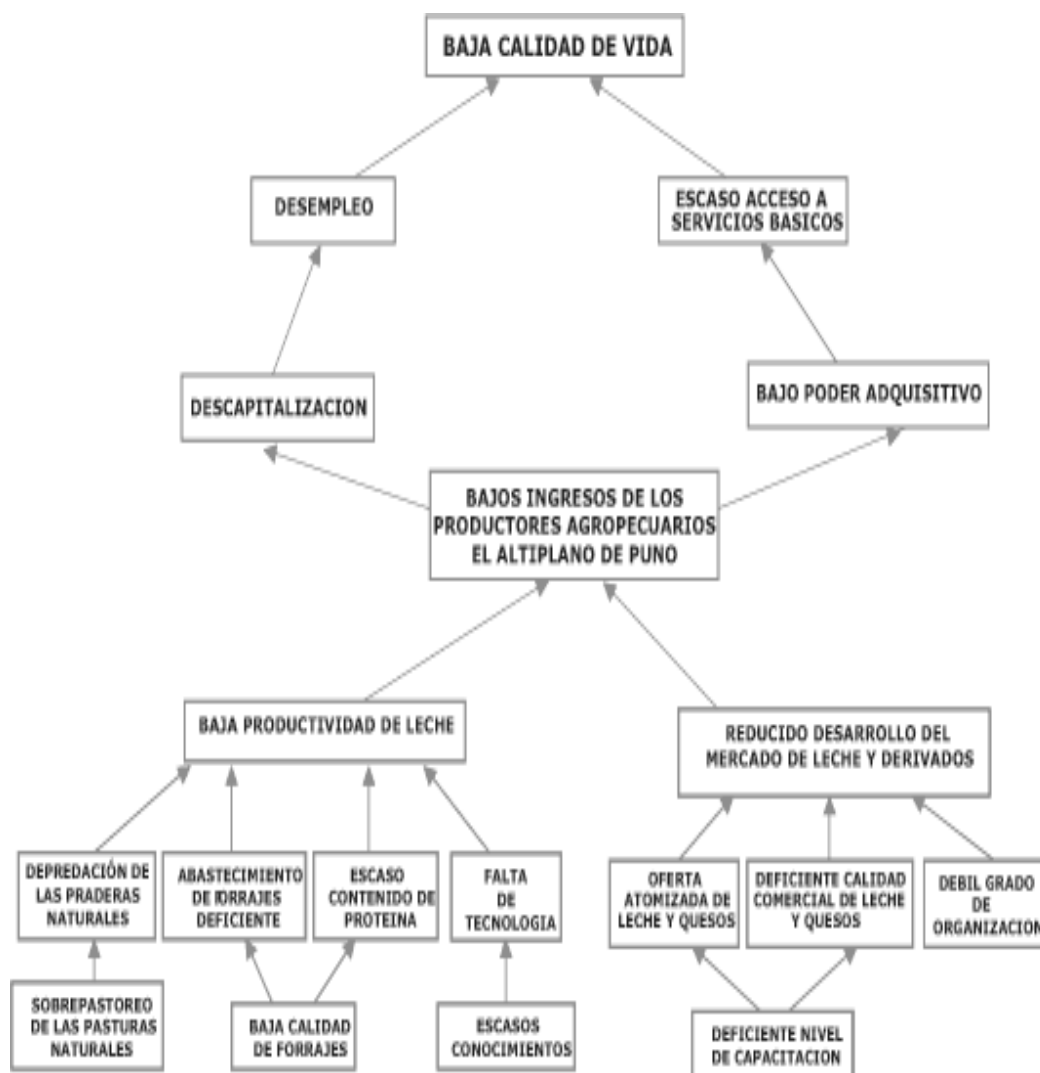 BAJA CALIDAD DE VIDA
DESEMPLEO
ESCASO ACCESO A
SERVICIOS BASICOS
DESCAPITALIZACION
BAJO PODER ADQUISITIVO
BAJOS INGRESOS DE LOS
PRODUCTORES AGROPECUARIOS
EL ALTIPLANO DE PUNO
BAJA PRODUCTIVIDAD DE LECHE
REDUCIDO DESARROLLO DEL
MERCADO DE LECHE Y DERIVADOS
DEPREDACIÓN DE
LAS PRADERAS
NATURALES
ABASTECIMIENTO
DE FORRAJES
DEFICIENTE
ESCASO
CONTENIDO DE
PROTEINA
FALTA
DE
TECNOLOGIA
OFERTA
ATOMIZADA DE
LECHE Y QUESOS
DEFICIENTE CALIDAD
COMERCIAL DE LECHE
Y QUESOS
DEBIL GRADO
DE
ORGANIZACION
SOBREPASTOREO
DE LAS PASTURAS
NATURALES
BAJA CALIDAD
DE FORRAJES
ESCASOS
CONOCIMIENTOS
DEFICIENTE NIVEL
DE CAPACITACION